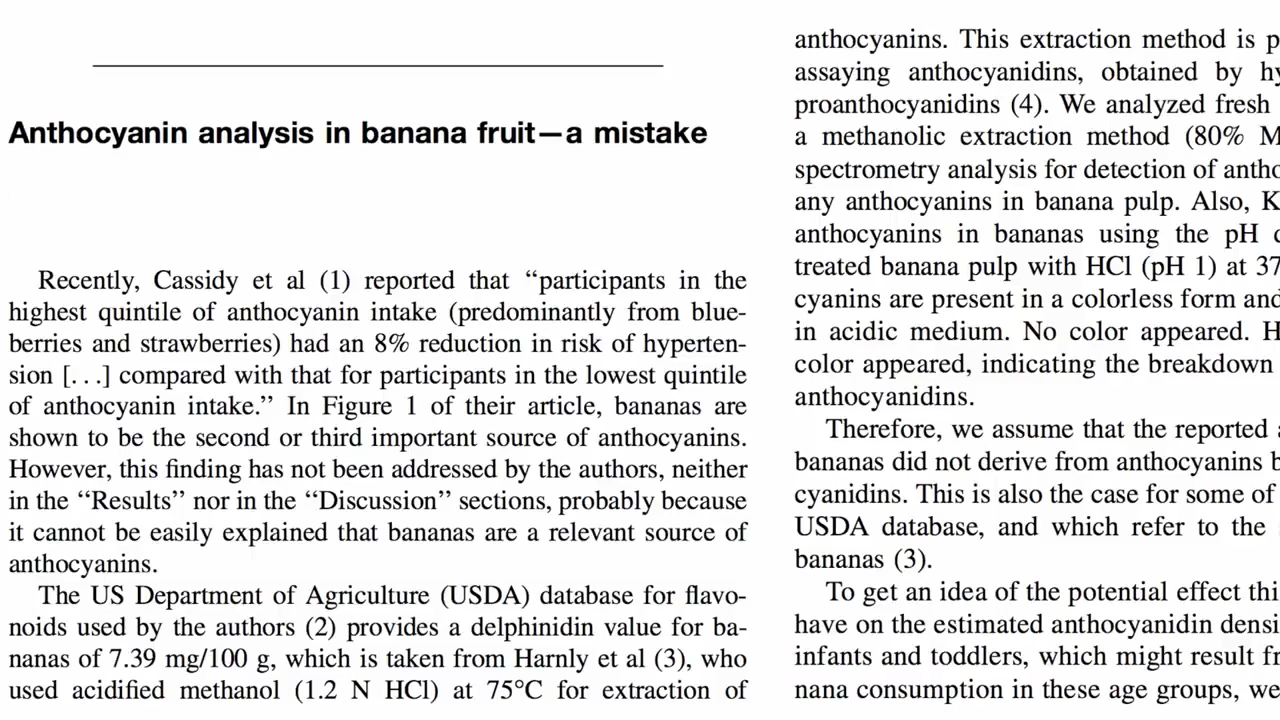 Anthocyanin analysis in banana fruit—a mistake
Recently, Cassidy et al (1) reported that “participants in the
highest quintile of anthocyanin intake (predominantly from blue-
berries and strawberries) had an 8% reduction in risk of hyperten-
sion [. . .] compared with that for participants in the lowest quintile
of anthocyanin intake.” In Figure 1 of their article, bananas are
shown to be the second or third important source of anthocyanins.
However, this finding has not been addressed by the authors, neither
in the “Results” nor in the “Discussion” sections, probably because
it cannot be easily explained that bananas are a relevant source of
anthocyanins.
The US Department of Agriculture (USDA) database for flavo-
noids used by the authors (2) provides a delphinidin value for ba-
nanas of 7.39 mg/100 g, which is taken from Harnly et al (3), who
used acidified methanol (1.2 N HCl) at 75°C for extraction of
anthocyanins. This extraction method is
assaying anthocyanidins, obtained by
proanthocyanidins (4). We analyzed fresh
a methanolic extraction method (80%
spectrometry analysis for detection of
any anthocyanins in banana pulp. Also,
anthocyanins in bananas using the pH
treated banana pulp with HCl (pH 1) at 37
cyanins are present in a colorless form and
in acidic medium. No color appeared.
color appeared, indicating the breakdown
anthocyanidins.
Therefore, we assume that the reported
bananas did not derive from anthocyanins
cyanidins. This is also the case for some of
USDA database, and which refer to the
bananas (3).
To get an idea of the potential effect
have on the estimated anthocyanidin
infants and toddlers, which might result
nana consumption in these age groups, we